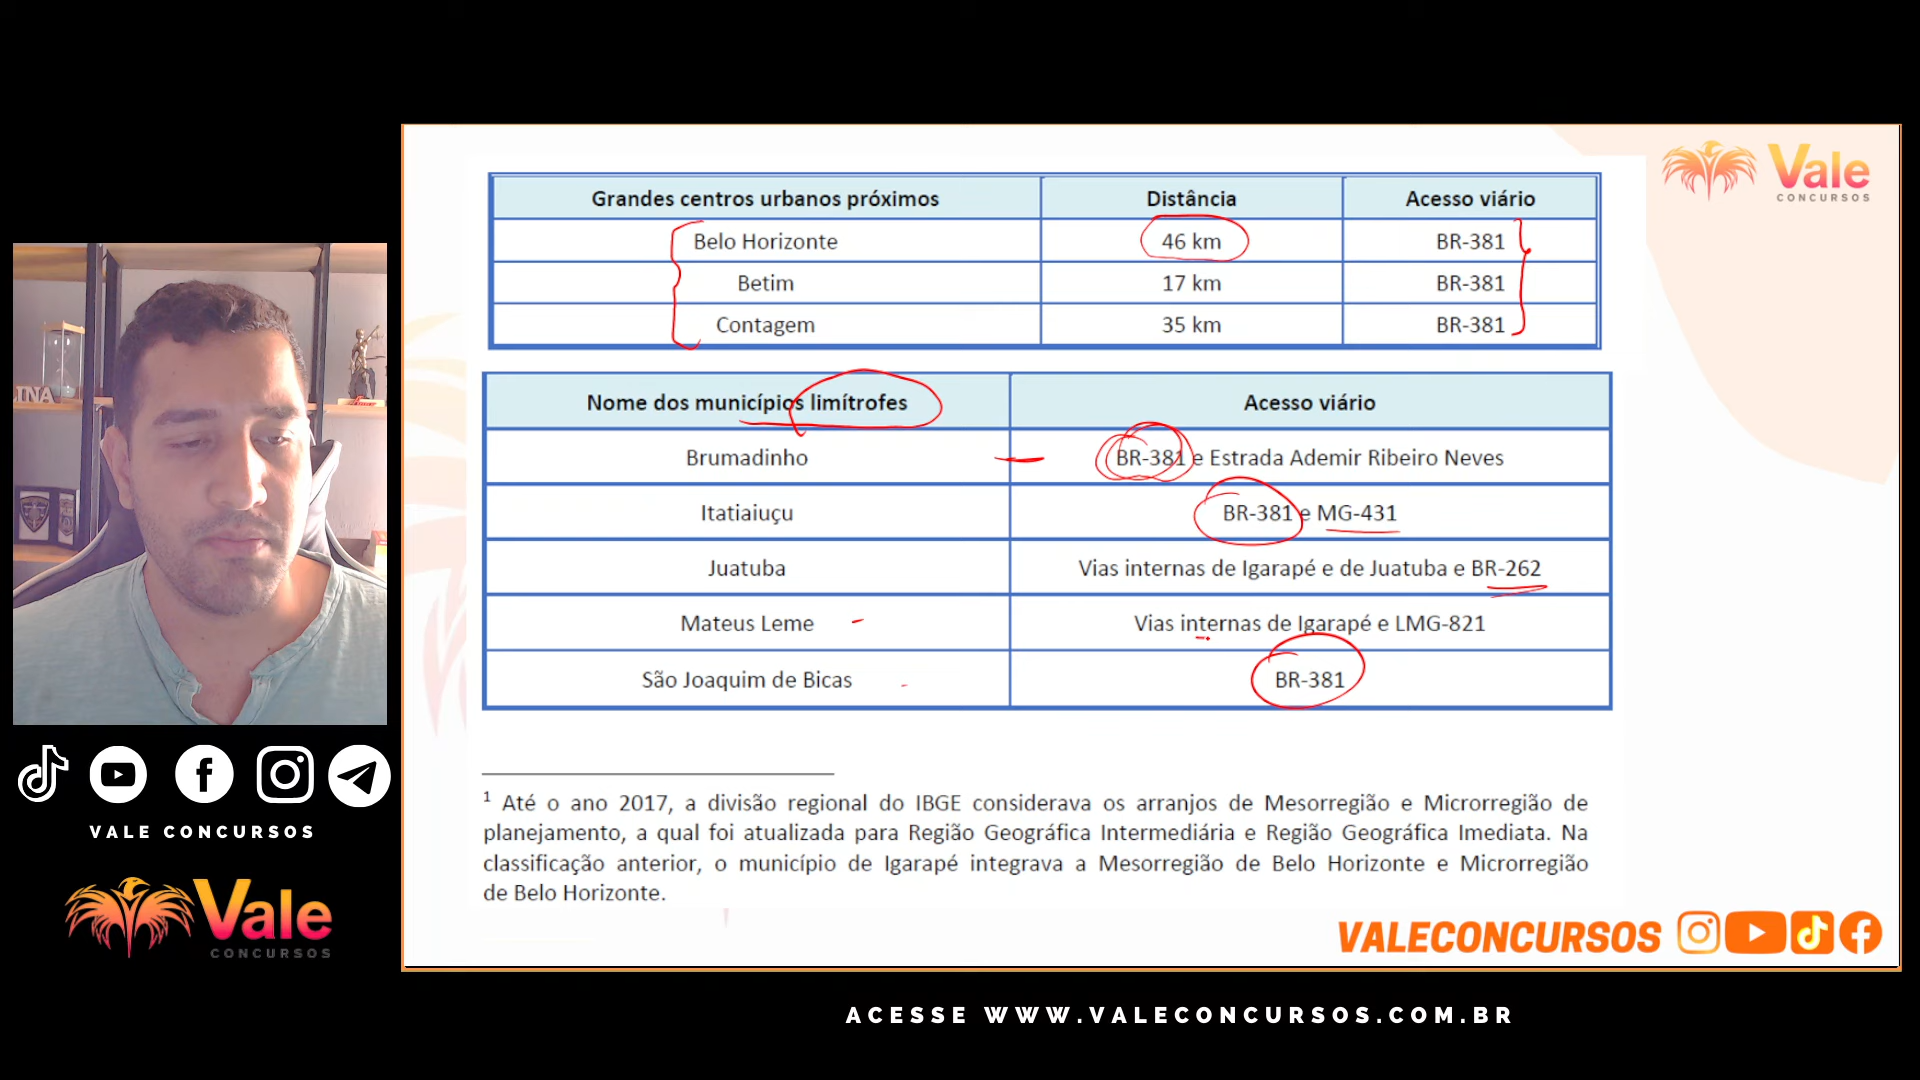 Vale
CONCURSOS
Grandes centros urbanos próximos Distância Acesso viário
Belo Horizonte 46 km BR-381
Betim 17 km BR-381
Contagem 35 km BR-381
Nome dos municípios limítrofes Acesso viário
Brumadinho BR-381 e Estrada Ademir Ribeiro Neves
Itatiaiuçu BR-381 e MG-431
Juatuba Vias internas de Igarapé e de Juatuba e BR-262
Mateus Leme Vias internas de Igarapé e LMG-821
São Joaquim de Bicas BR-381
1 Até o ano 2017, a divisão regional do IBGE considerava os arranjos de Mesorregião e Microrregião de
planejamento, a qual foi atualizada para Região Geográfica Intermediária e Região Geográfica Imediata. Na
classificação anterior, o município de Igarapé integrava a Mesorregião de Belo Horizonte e Microrregião
de Belo Horizonte.
VALECONCURSOS
INA
VALE CONCURSOS
Vale
CONCURSOS
ACESSE WWW.VALECONCURSOS.COM.BR